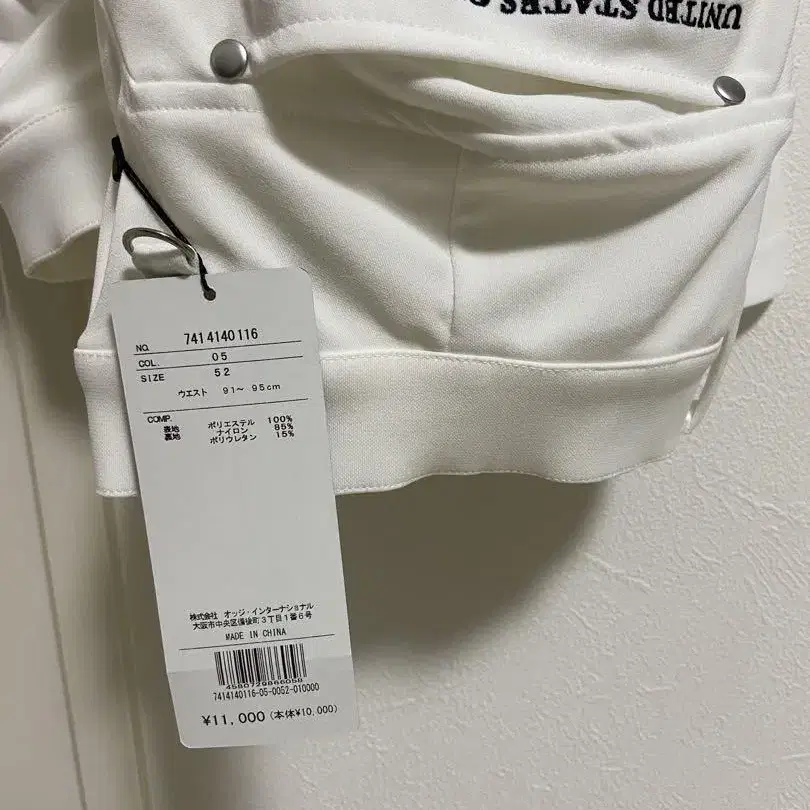 UNITED STATES O
NO. 7414140116
COL. 05
SIZE 52
ウエスト 91～ 95cm
COMP.
表地 ポリエステル 100%
裏地 ナイロン 85%
ポリウレタン 15%
株式会社 オッジ・インターナショナル
大阪市中央区備後町3丁目1番6号
MADE IN CHINA
4580729866058
7414140116-05-0052-010000
¥11,000 (本体¥10,000)